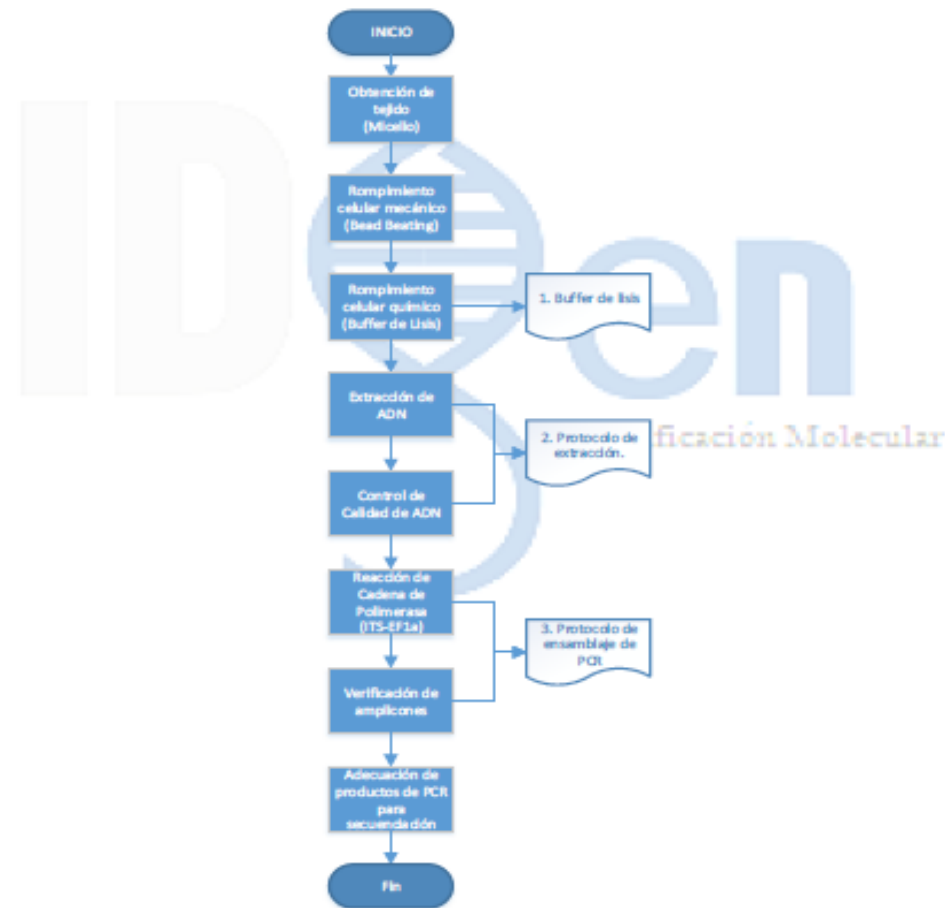 INICIO
Obtención de
tejido
(Micelio)
Rompimiento
celular mecánico
(Bead Beating)
Rompimiento
celular químico
(Buffer de Lisis)
1. Buffer de lisis
Extracción de
ADN
2. Protocolo de
extracción.
Control de
Calidad de ADN
Reacción de
Cadena de
Polimerasa
(ITS-EF1a)
3. Protocolo de
ensamblaje de
PCR
Verificación de
amplicones
Adecuación de
productos de PCR
para
secuendación
Fin
ID en
ficación Molecular